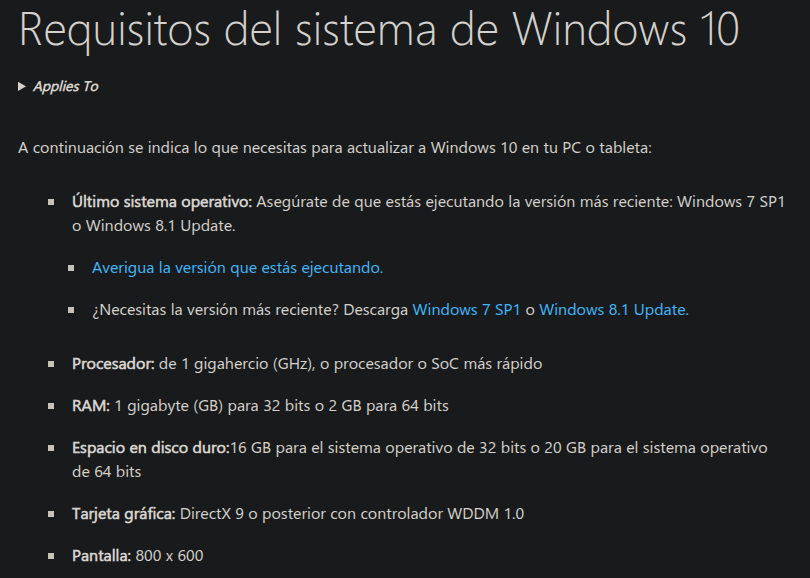 Requisitos del sistema de Windows 10
Applies To
A continuación se indica lo que necesitas para actualizar a Windows 10 en tu PC o tableta:
Último sistema operativo: Asegúrate de que estás ejecutando la versión más reciente: Windows 7 SP1
o Windows 8.1 Update.
Averigua la versión que estás ejecutando.
¿Necesitas la versión más reciente? Descarga Windows 7 SP1 o Windows 8.1 Update.
Procesador: de 1 gigahercio (GHz), o procesador o SoC más rápido
RAM: 1 gigabyte (GB) para 32 bits o 2 GB para 64 bits
Espacio en disco duro:16 GB para el sistema operativo de 32 bits o 20 GB para el sistema operativo
de 64 bits
Tarjeta gráfica: DirectX 9 o posterior con controlador WDDM 1.0
Pantalla: 800 x 600